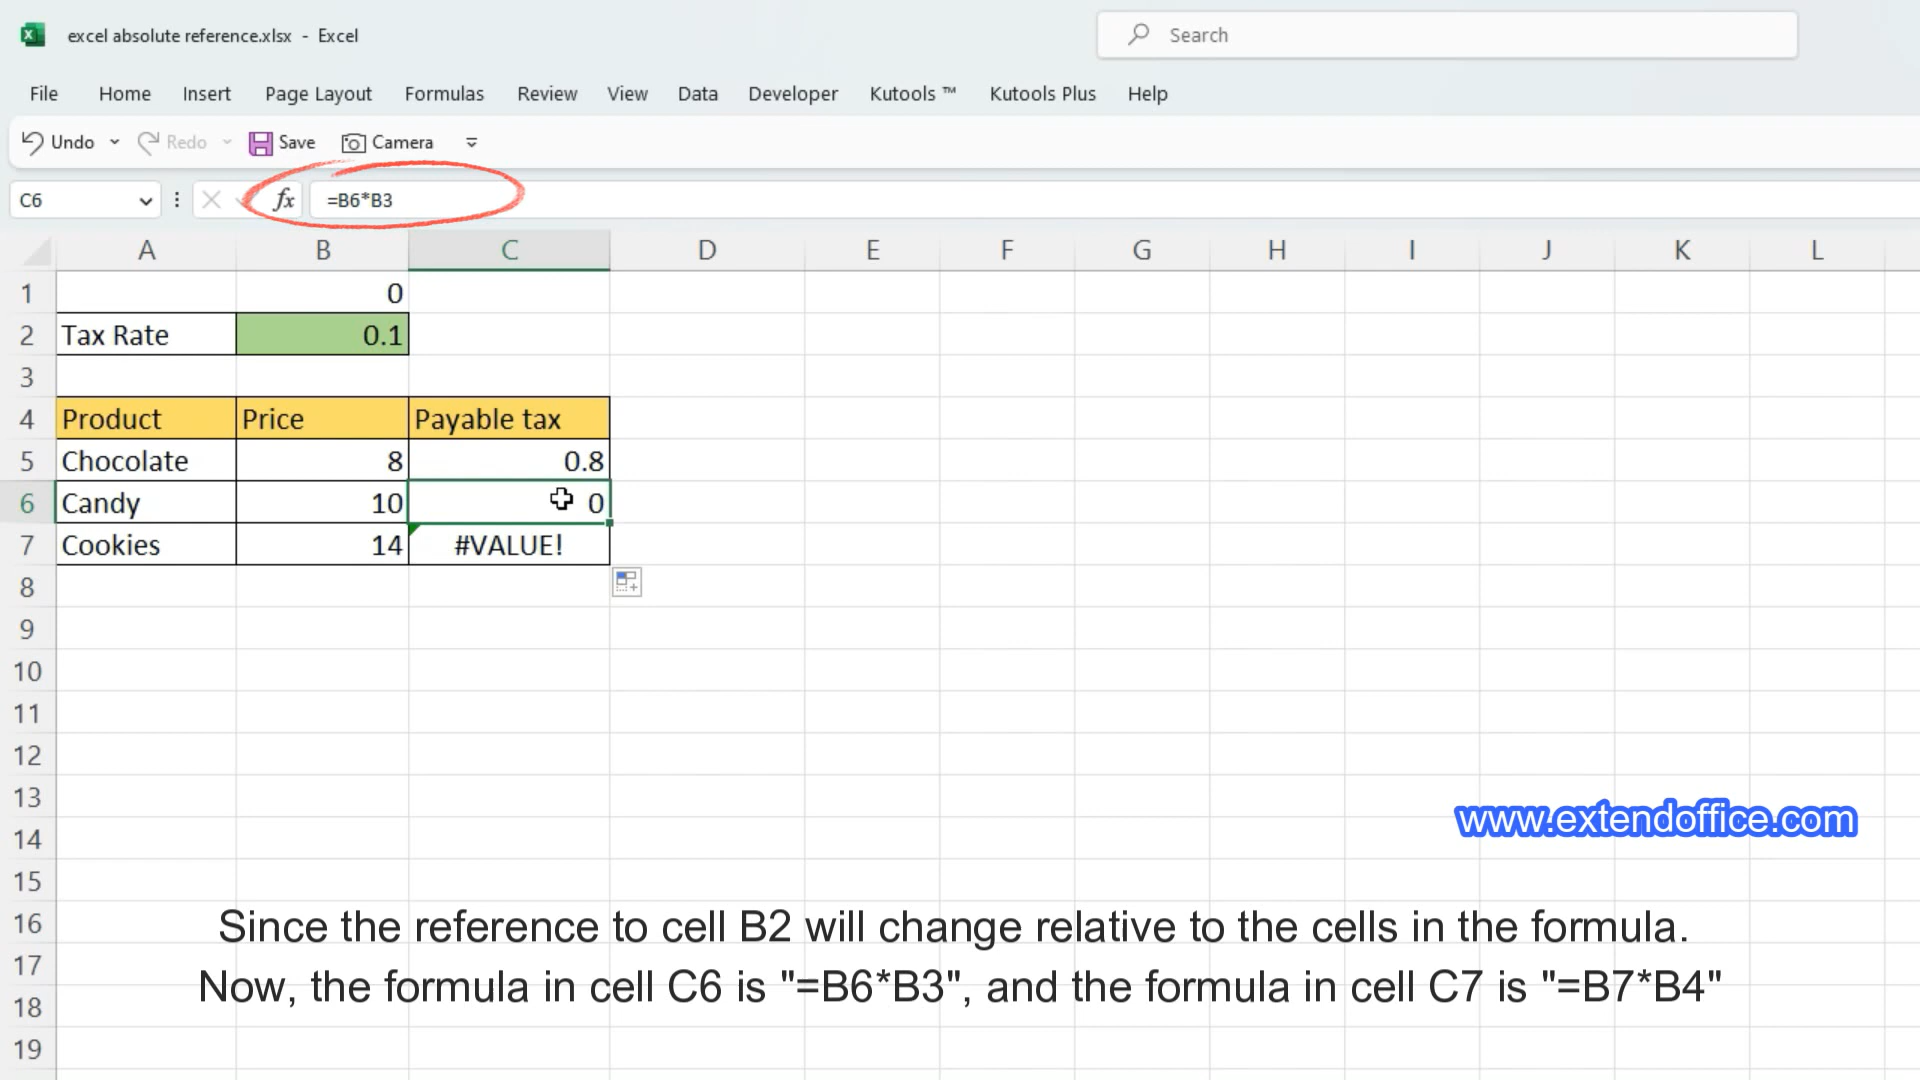 excel absolute reference.xlsx - Excel
Search
File Home Insert Page Layout Formulas Review View Data Developer Kutools ™ Kutools Plus Help
Undo Redo Save Camera
C6 fx =B6*B3
A B C D E F G H I J K L
1 0
2 Tax Rate 0.1
3
4 Product Price Payable tax
5 Chocolate 8 0.8
6 Candy 10 0
7 Cookies 14 #VALUE!
8
9
10
11
12
13
www.extendoffice.com
14
15
16
17
18
19
Since the reference to cell B2 will change relative to the cells in the formula.
Now, the formula in cell C6 is "=B6*B3", and the formula in cell C7 is "=B7*B4"